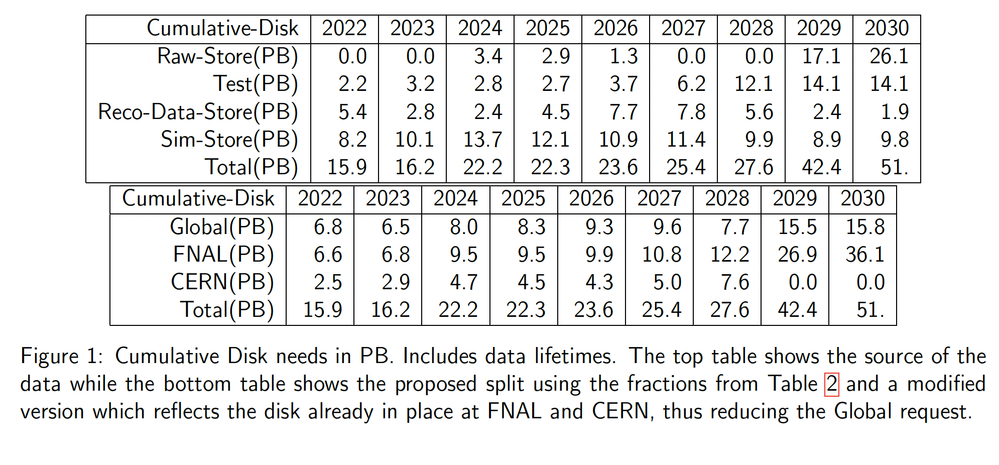 Cumulative-Disk 2022 2023 2024 2025 2026 2027 2028 2029 2030
Raw-Store(PB) 0.0 0.0 3.4 2.9 1.3 0.0 0.0 17.1 26.1
Test(PB) 2.2 3.2 2.8 2.7 3.7 6.2 12.1 14.1 14.1
Reco-Data-Store(PB) 5.4 2.8 2.4 4.5 7.7 7.8 5.6 2.4 1.9
Sim-Store(PB) 8.2 10.1 13.7 12.1 10.9 11.4 9.9 8.9 9.8
Total(PB) 15.9 16.2 22.2 22.3 23.6 25.4 27.6 42.4 51.
Cumulative-Disk 2022 2023 2024 2025 2026 2027 2028 2029 2030
Global(PB) 6.8 6.5 8.0 8.3 9.3 9.6 7.7 15.5 15.8
FNAL(PB) 6.6 6.8 9.5 9.5 9.9 10.8 12.2 26.9 36.1
CERN(PB) 2.5 2.9 4.7 4.5 4.3 5.0 7.6 0.0 0.0
Total(PB) 15.9 16.2 22.2 22.3 23.6 25.4 27.6 42.4 51.
Figure 1: Cumulative Disk needs in PB. Includes data lifetimes. The top table shows the source of the
data while the bottom table shows the proposed split using the fractions from Table 2 and a modified
version which reflects the disk already in place at FNAL and CERN, thus reducing the Global request.